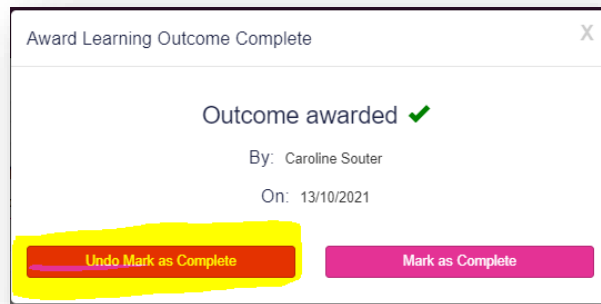 Award Learning Outcome Complete X
Outcome awarded ✔
By: Caroline Souter
On: 13/10/2021
Undo Mark as Complete Mark as Complete